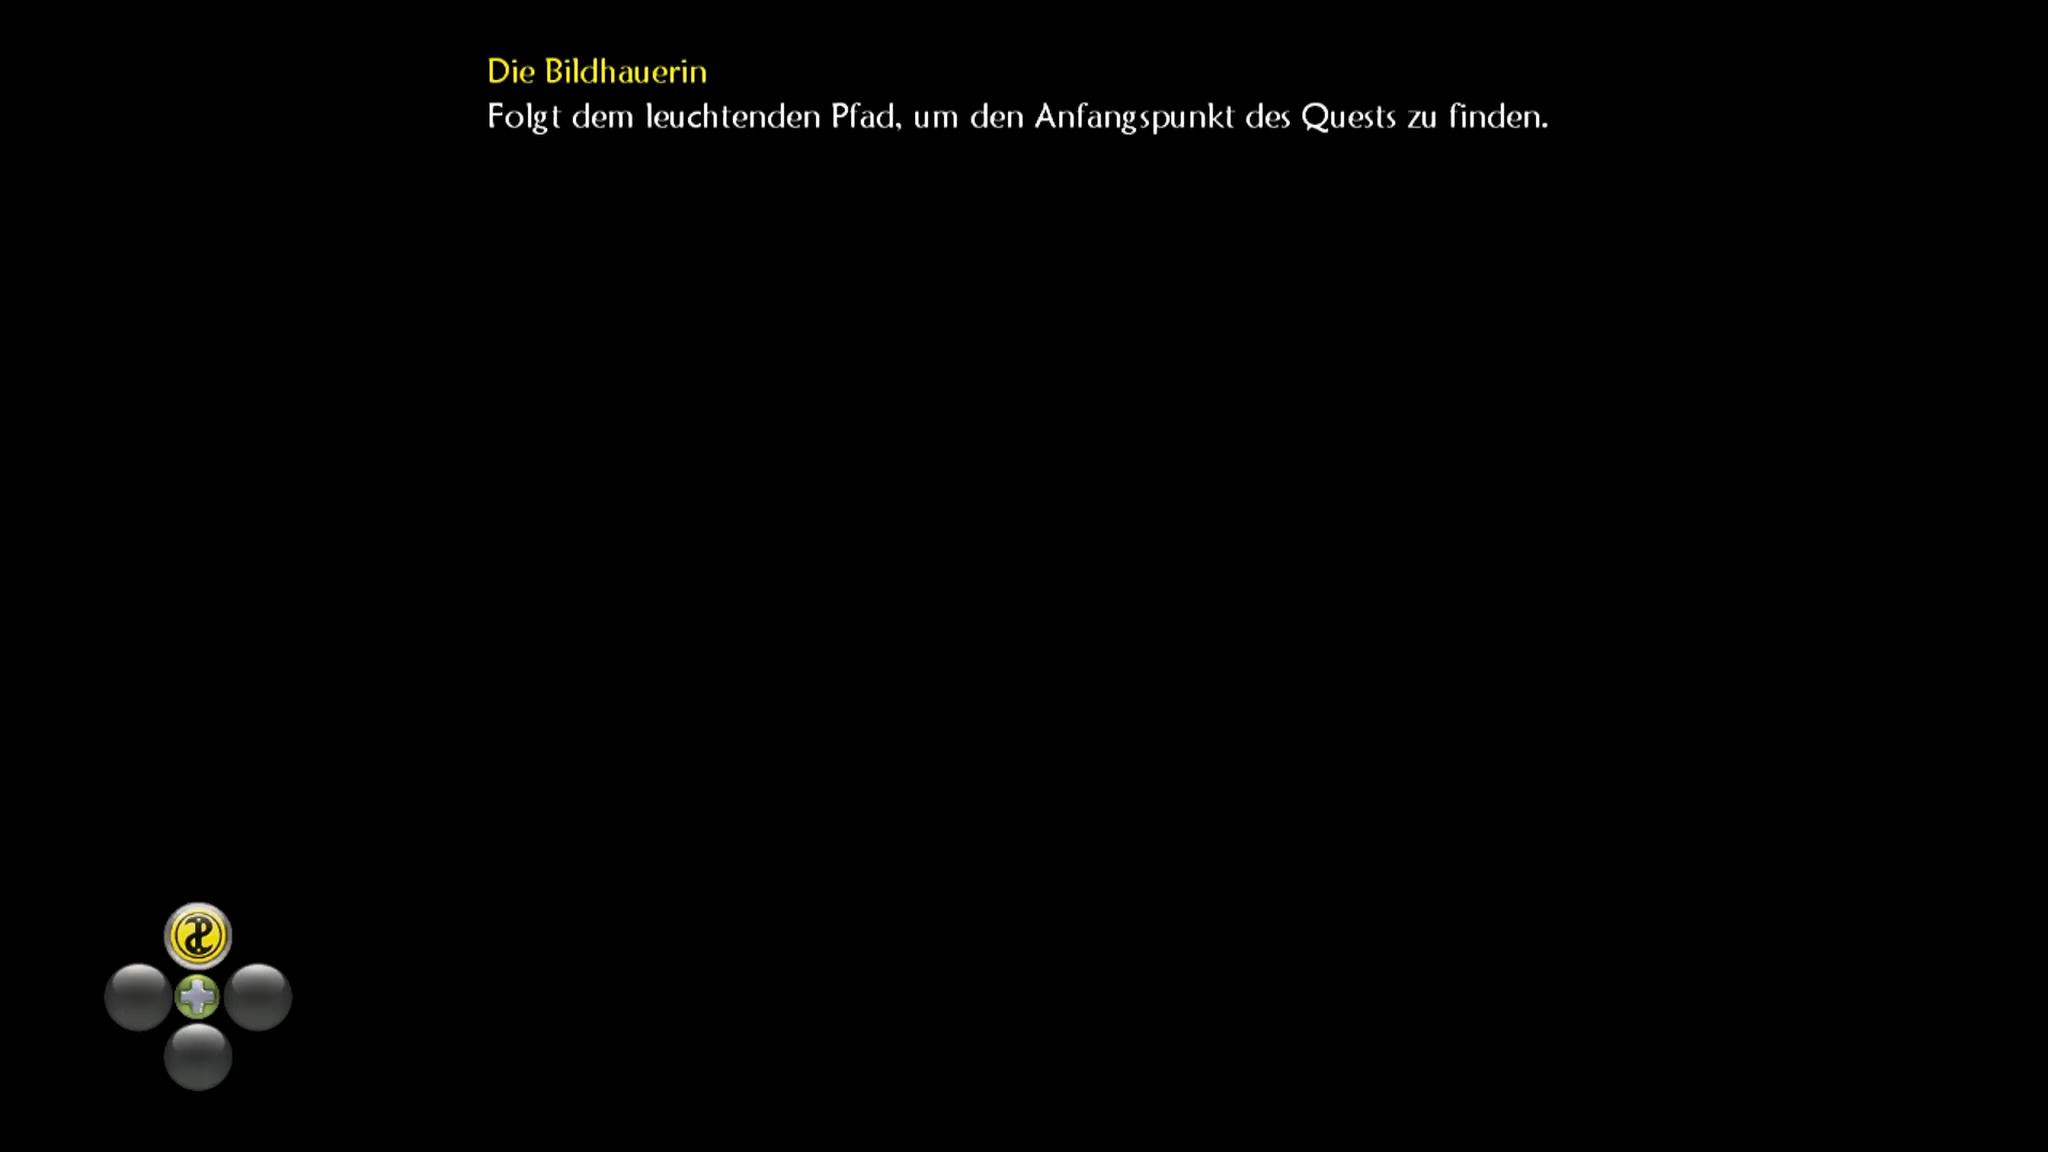 Die Bildhauerin
Folgt dem leuchtenden Pfad, um den Anfangspunkt des Quests zu finden.